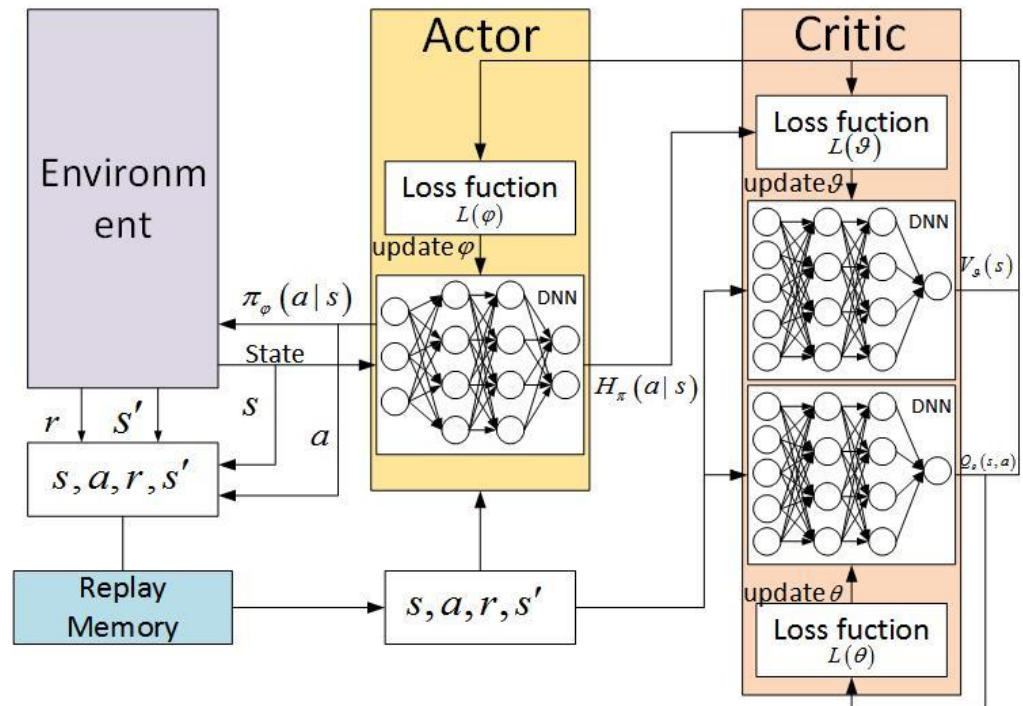 Environm
ent
Actor
Critic
Loss fuction
L(φ)
update φ
DNN
Loss fuction
L(ϑ)
update ϑ
DNN
V_ϑ(s)
π_φ(a|s)
State
s
a
r
s′
s, a, r, s′
H_π(a|s)
DNN
Q_θ(s,a)
update θ
Loss fuction
L(θ)
Replay
Memory
s, a, r, s′